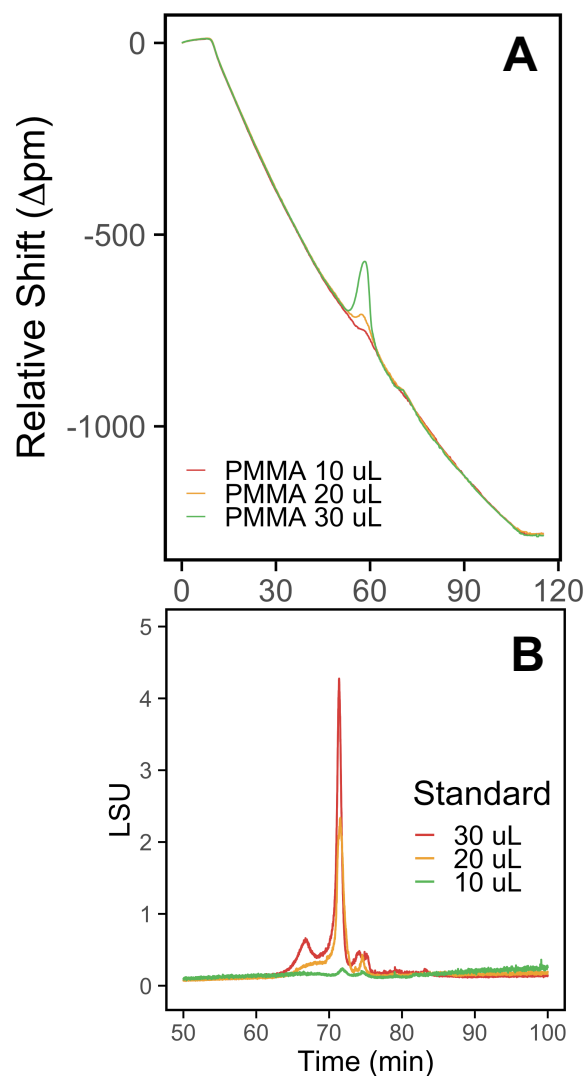 A
0
-500
-1000
Relative Shift (Δpm)
PMMA 10 uL
PMMA 20 uL
PMMA 30 uL
0 30 60 90 120
B
5
4
3
2
1
0
LSU
Standard
30 uL
20 uL
10 uL
50 60 70 80 90 100
Time (min)